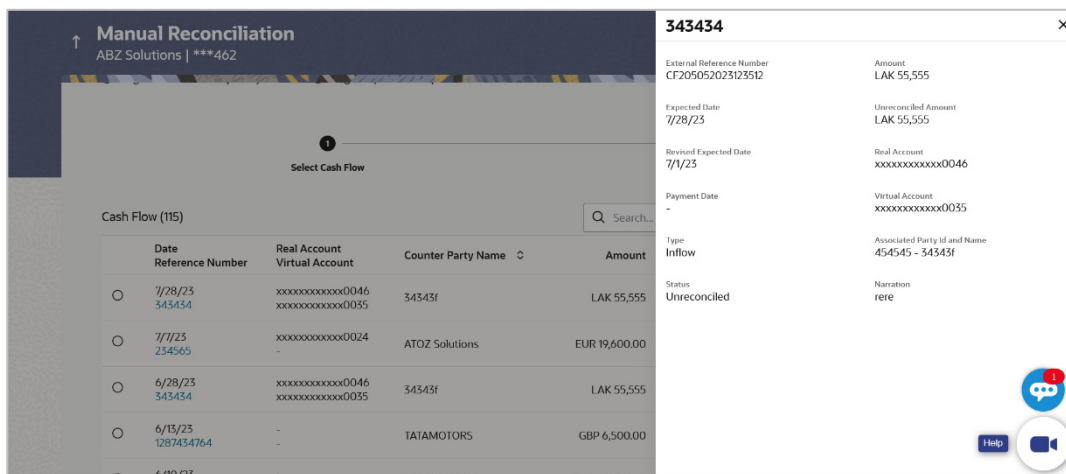 Manual Reconciliation
ABZ Solutions | ***462
1
Select Cash Flow
Cash Flow (115)
Search...
Date
Reference Number
Real Account
Virtual Account
Counter Party Name
Amount
7/28/23
343434
xxxxxxxxxxxx0046
xxxxxxxxxxxx0035
34343f
LAK 55,555
7/7/23
234565
xxxxxxxxxxxx0024
-
ATOZ Solutions
EUR 19,600.00
6/28/23
343434
xxxxxxxxxxxx0046
xxxxxxxxxxxx0035
34343f
LAK 55,555
6/13/23
1287434764
-
-
TATAMOTORS
GBP 6,500.00
343434
External Reference Number
CF205052023123512
Amount
LAK 55,555
Expected Date
7/28/23
Unreconciled Amount
LAK 55,555
Revised Expected Date
7/1/23
Real Account
xxxxxxxxxxxx0046
Payment Date
-
Virtual Account
xxxxxxxxxxxx0035
Type
Inflow
Associated Party Id and Name
454545 - 34343f
Status
Unreconciled
Narration
rere
1
Help